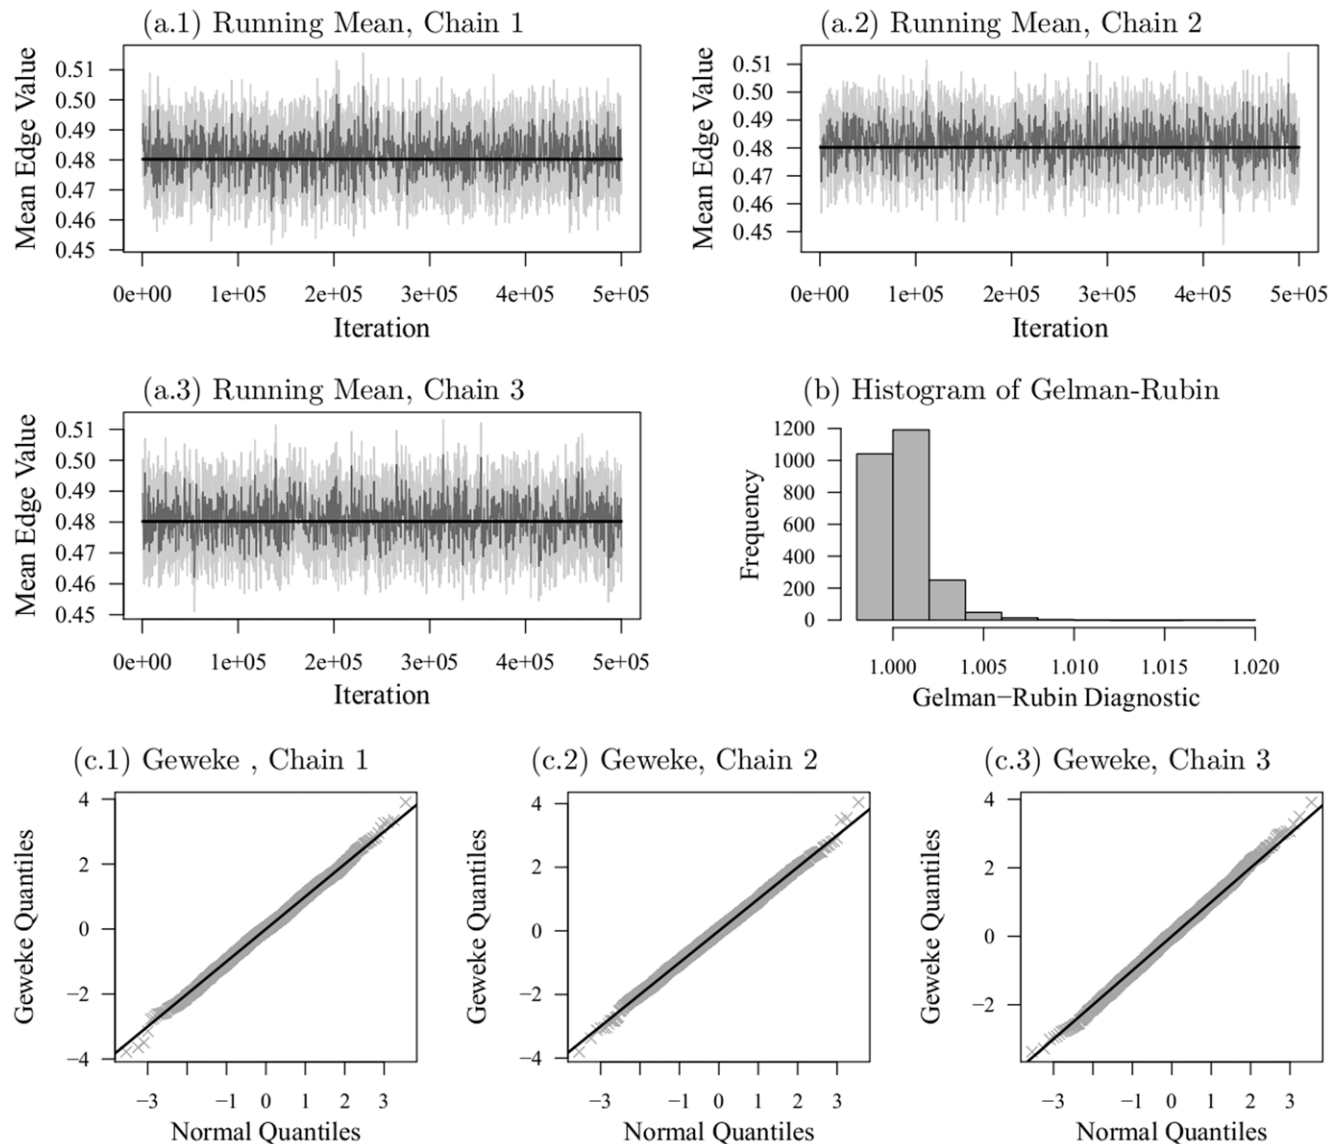 (a.1) Running Mean, Chain 1
Mean Edge Value
0.51
0.50
0.49
0.48
0.47
0.46
0.45
0e+00 1e+05 2e+05 3e+05 4e+05 5e+05
Iteration
(a.2) Running Mean, Chain 2
Mean Edge Value
0.51
0.50
0.49
0.48
0.47
0.46
0.45
0e+00 1e+05 2e+05 3e+05 4e+05 5e+05
Iteration
(a.3) Running Mean, Chain 3
Mean Edge Value
0.51
0.50
0.49
0.48
0.47
0.46
0.45
0e+00 1e+05 2e+05 3e+05 4e+05 5e+05
Iteration
(b) Histogram of Gelman-Rubin
Frequency
1200
1000
800
600
400
200
0
1.000 1.005 1.010 1.015 1.020
Gelman−Rubin Diagnostic
(c.1) Geweke , Chain 1
Geweke Quantiles
4
2
0
−2
−4
−3 −1 0 1 2 3
Normal Quantiles
(c.2) Geweke, Chain 2
Geweke Quantiles
4
2
0
−2
−4
−3 −1 0 1 2 3
Normal Quantiles
(c.3) Geweke, Chain 3
Geweke Quantiles
4
2
0
−2
−3 −1 0 1 2 3
Normal Quantiles